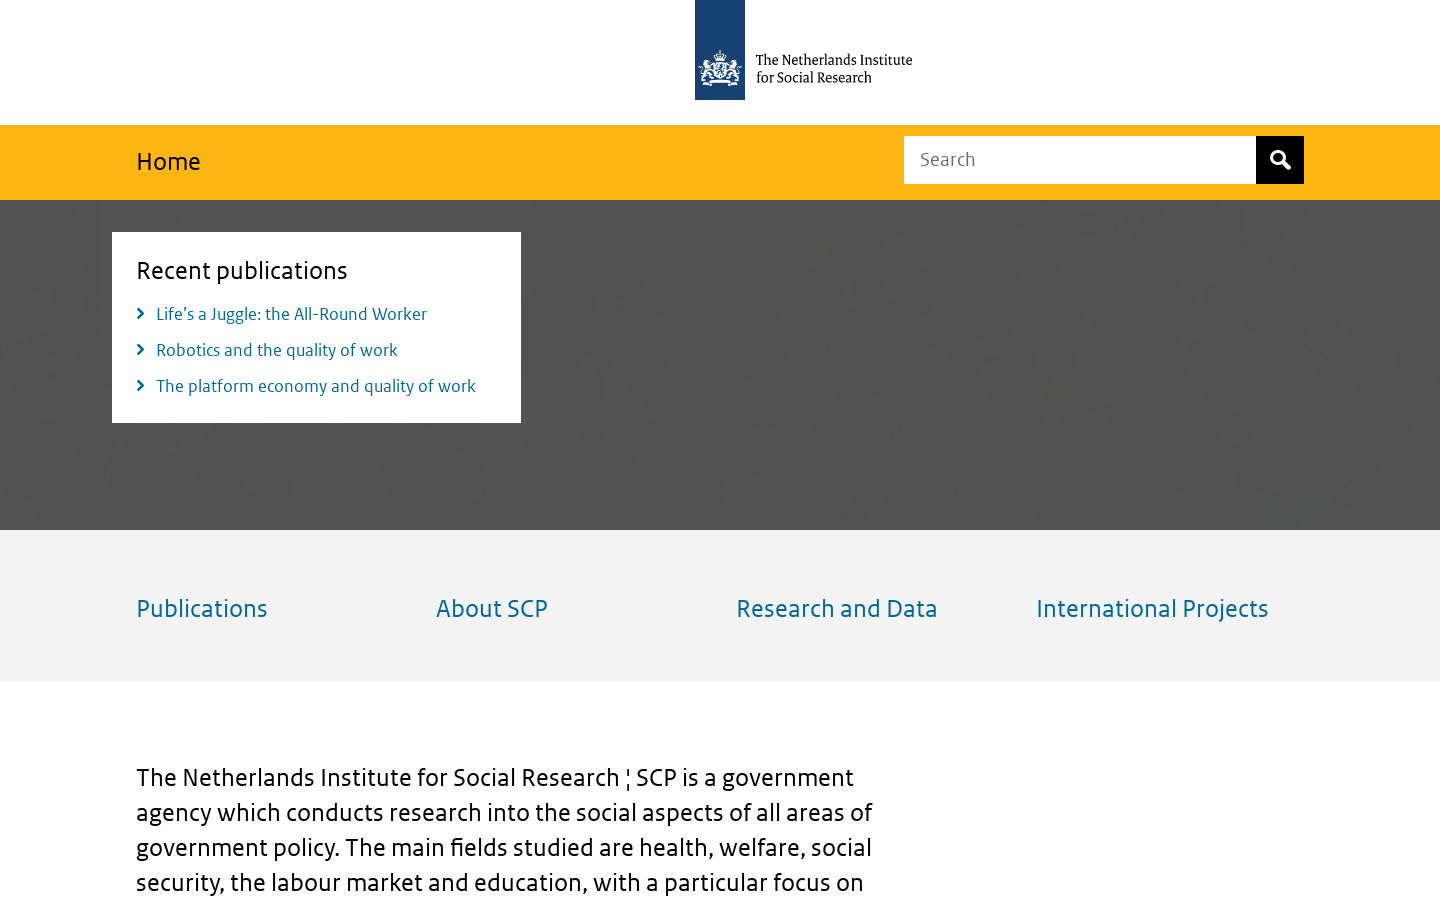 The Netherlands Institute
for Social Research
Home
Search
Recent publications
Life’s a Juggle: the All-Round Worker
Robotics and the quality of work
The platform economy and quality of work
Publications
About SCP
Research and Data
International Projects
The Netherlands Institute for Social Research ¦ SCP is a government
agency which conducts research into the social aspects of all areas of
government policy. The main fields studied are health, welfare, social
security, the labour market and education, with a particular focus on